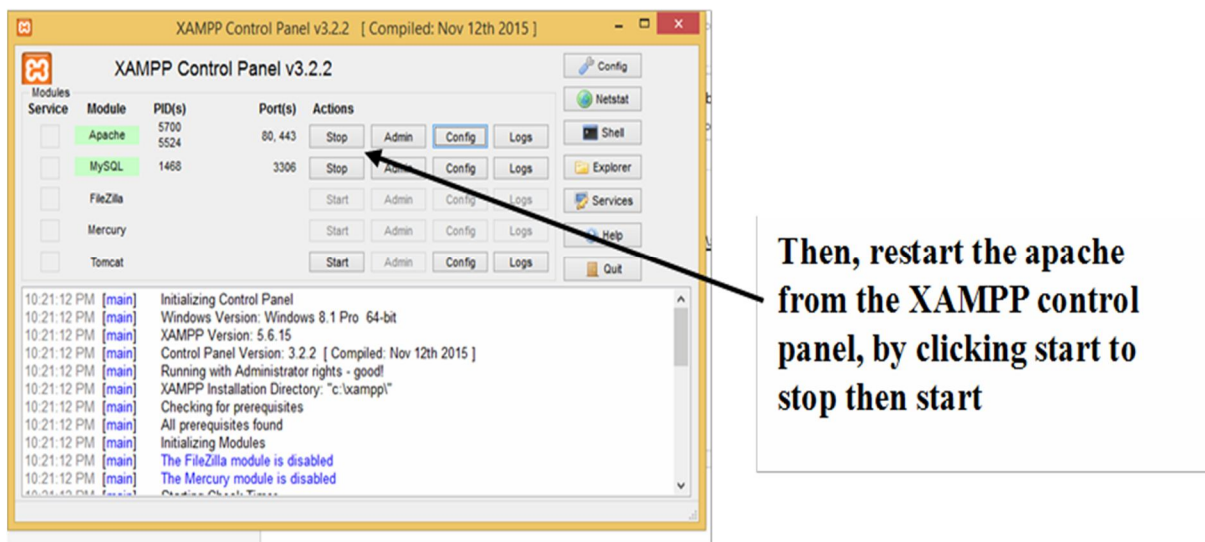 XAMPP Control Panel v3.2.2 [ Compiled: Nov 12th 2015 ]
XAMPP Control Panel v3.2.2
Modules
Service Module PID(s) Port(s) Actions
Apache 5700 5524 80, 443 Stop Admin Config Logs
MySQL 1468 3306 Stop Admin Config Logs
FileZilla Start Admin Config Logs
Mercury Start Admin Config Logs
Tomcat Start Admin Config Logs
Config
Netstat
Shell
Explorer
Services
Help
Quit
10:21:12 PM [main] Initializing Control Panel
10:21:12 PM [main] Windows Version: Windows 8.1 Pro 64-bit
10:21:12 PM [main] XAMPP Version: 5.6.15
10:21:12 PM [main] Control Panel Version: 3.2.2 [ Compiled: Nov 12th 2015 ]
10:21:12 PM [main] Running with Administrator rights - good!
10:21:12 PM [main] XAMPP Installation Directory: "c:\xampp\"
10:21:12 PM [main] Checking for prerequisites
10:21:12 PM [main] All prerequisites found
10:21:12 PM [main] Initializing Modules
10:21:12 PM [main] The FileZilla module is disabled
10:21:12 PM [main] The Mercury module is disabled
Then, restart the apache
from the XAMPP control
panel, by clicking start to
stop then start